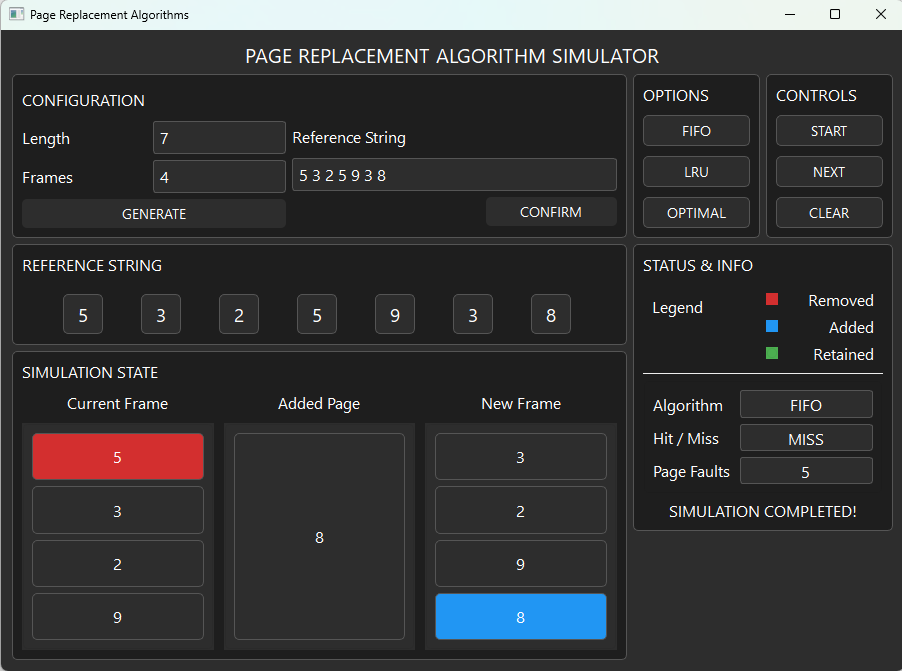 Page Replacement Algorithms
PAGE REPLACEMENT ALGORITHM SIMULATOR
CONFIGURATION
Length
7
Reference String
Frames
4
5 3 2 5 9 3 8
GENERATE
CONFIRM
OPTIONS
FIFO
LRU
OPTIMAL
CONTROLS
START
NEXT
CLEAR
REFERENCE STRING
5 3 2 5 9 3 8
SIMULATION STATE
Current Frame
5
3
2
9
Added Page
8
New Frame
3
2
9
8
STATUS & INFO
Legend
Removed
Added
Retained
Algorithm FIFO
Hit / Miss MISS
Page Faults 5
SIMULATION COMPLETED!